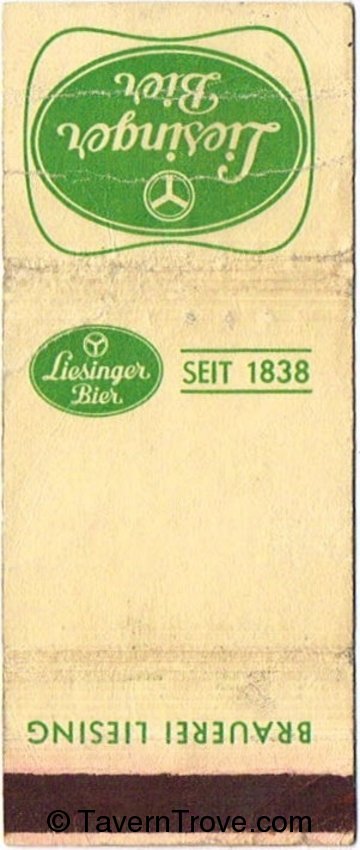 Liesinger
Bier
Liesinger
Bier
SEIT 1838
BRAUEREI LIESING
© TavernTrove.com